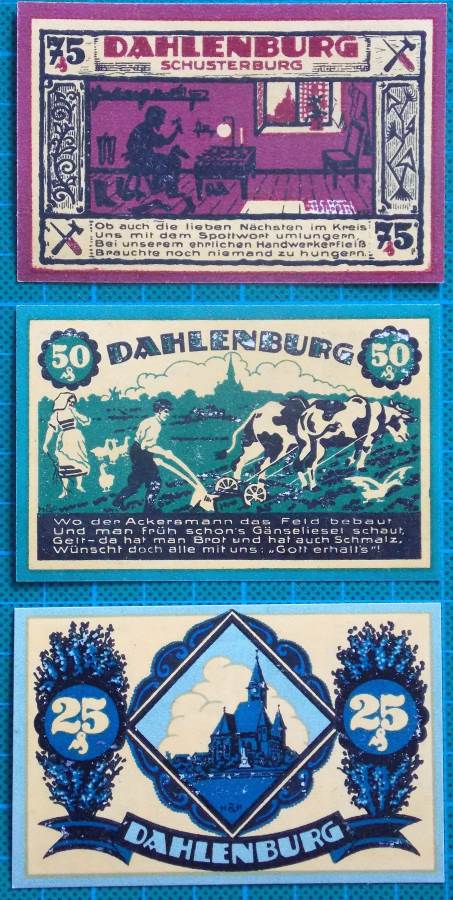 75 DAHLENBURG
SCHUSTERBURG
Ob auch die lieben Nächsten im Kreis
Uns mit dem Spottwort umlungern,
Bei unserem ehrlichen Handwerkerfleiß
Brauchte noch niemand zu hungern.
75
50 DAHLENBURG 50
Wo der Ackersmann das Feld bebaut
Und man früh schon's Gänseliesel schaut,
Gelt-da hat man Brot und hat auch Schmalz,
Wünscht doch alle mit uns: „Gott erhalt's"!
25 25
H&P
DAHLENBURG